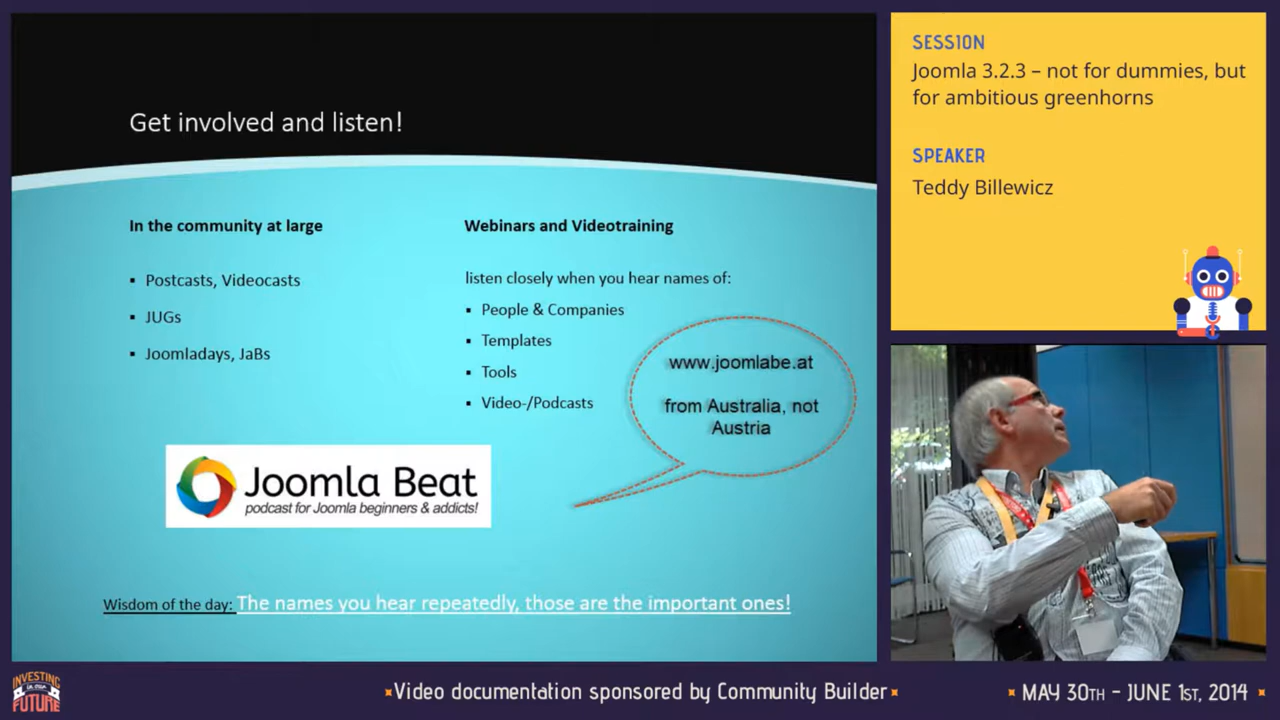 Get involved and listen!
In the community at large
▪ Postcasts, Videocasts
▪ JUGs
▪ Joomladays, JaBs
Webinars and Videotraining
listen closely when you hear names of:
▪ People & Companies
▪ Templates
▪ Tools
▪ Video-/Podcasts
www.joomlabe.at
from Australia, not
Austria
Joomla Beat
podcast for Joomla beginners & addicts!
Wisdom of the day: The names you hear repeatedly, those are the important ones!
SESSION
Joomla 3.2.3 – not for dummies, but
for ambitious greenhorns
SPEAKER
Teddy Billewicz
INVESTING
in our
FUTURE
Video documentation sponsored by Community Builder
MAY 30TH - JUNE 1ST, 2014